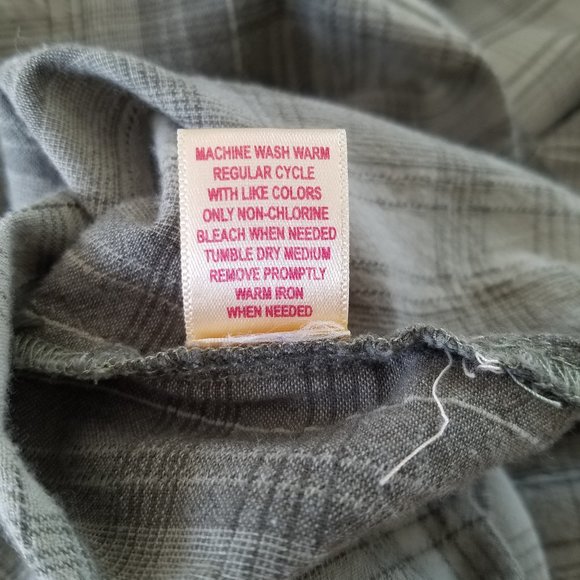 MACHINE WASH WARM
REGULAR CYCLE
WITH LIKE COLORS
ONLY NON-CHLORINE
BLEACH WHEN NEEDED
TUMBLE DRY MEDIUM
REMOVE PROMPTLY
WARM IRON
WHEN NEEDED